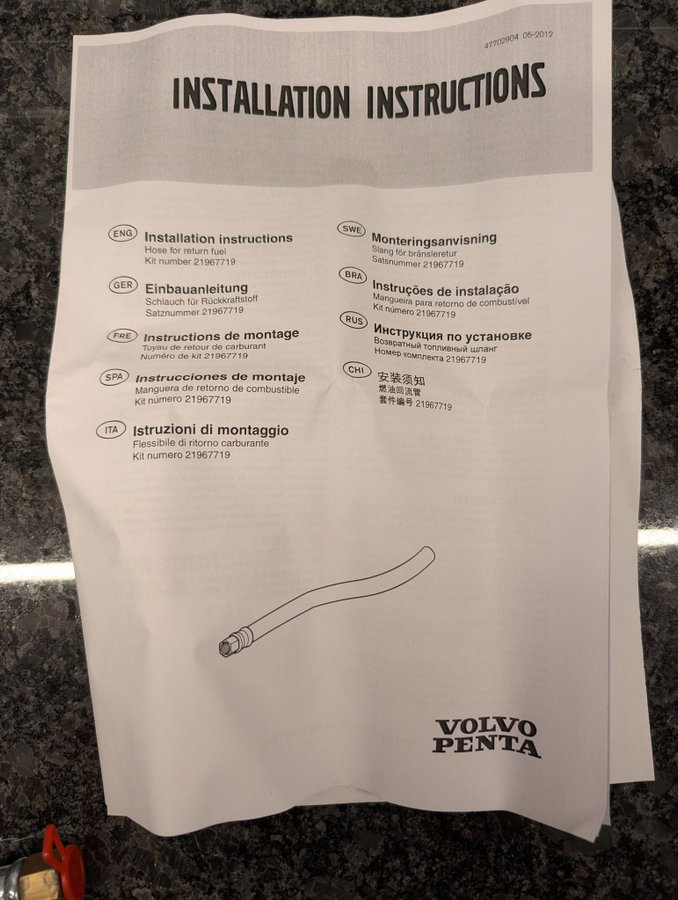 47702904 06-2012
INSTALLATION INSTRUCTIONS
ENG
Installation instructions
Hose for return fuel
Kit number 21967719
GER
Einbauanleitung
Schlauch für Rückkraftstoff
Satznummer 21967719
FRE
Instructions de montage
Tuyau de retour de carburant
Numéro de kit 21967719
SPA
Instrucciones de montaje
Manguera de retorno de combustible
Kit número 21967719
ITA
Istruzioni di montaggio
Flessibile di ritorno carburante
Kit numero 21967719
SWE
Monteringsanvisning
Slang för bränsleretur
Satsnummer 21967719
BRA
Instruções de instalação
Mangueira para retorno de combustível
Kit número 21967719
RUS
Инструкция по установке
Возвратный топливный шланг
Номер комплекта 21967719
CHI
安装须知
燃油回流管
套件编号 21967719
VOLVO
PENTA